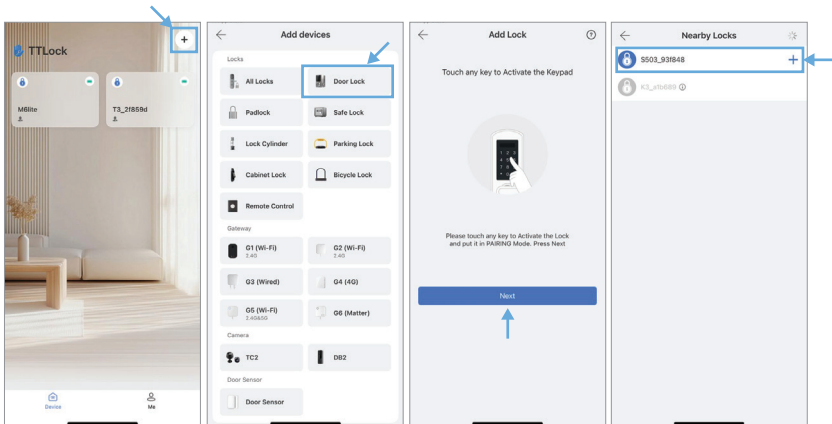 TTLock
+
M6lite
T3_2f859d
Device
Me
Add devices
Locks
All Locks
Door Lock
Padlock
Safe Lock
Lock Cylinder
Parking Lock
Cabinet Lock
Bicycle Lock
Remote Control
Gateway
G1 (Wi-Fi)
2.4G
G2 (Wi-Fi)
2.4G
G3 (Wired)
G4 (4G)
G5 (Wi-Fi)
2.4G&5G
G6 (Matter)
Camera
TC2
DB2
Door Sensor
Door Sensor
Add Lock
Touch any key to Activate the Keypad
Please touch any key to Activate the Lock
and put it in PAIRING Mode. Press Next
Next
Nearby Locks
S503_93f848
+